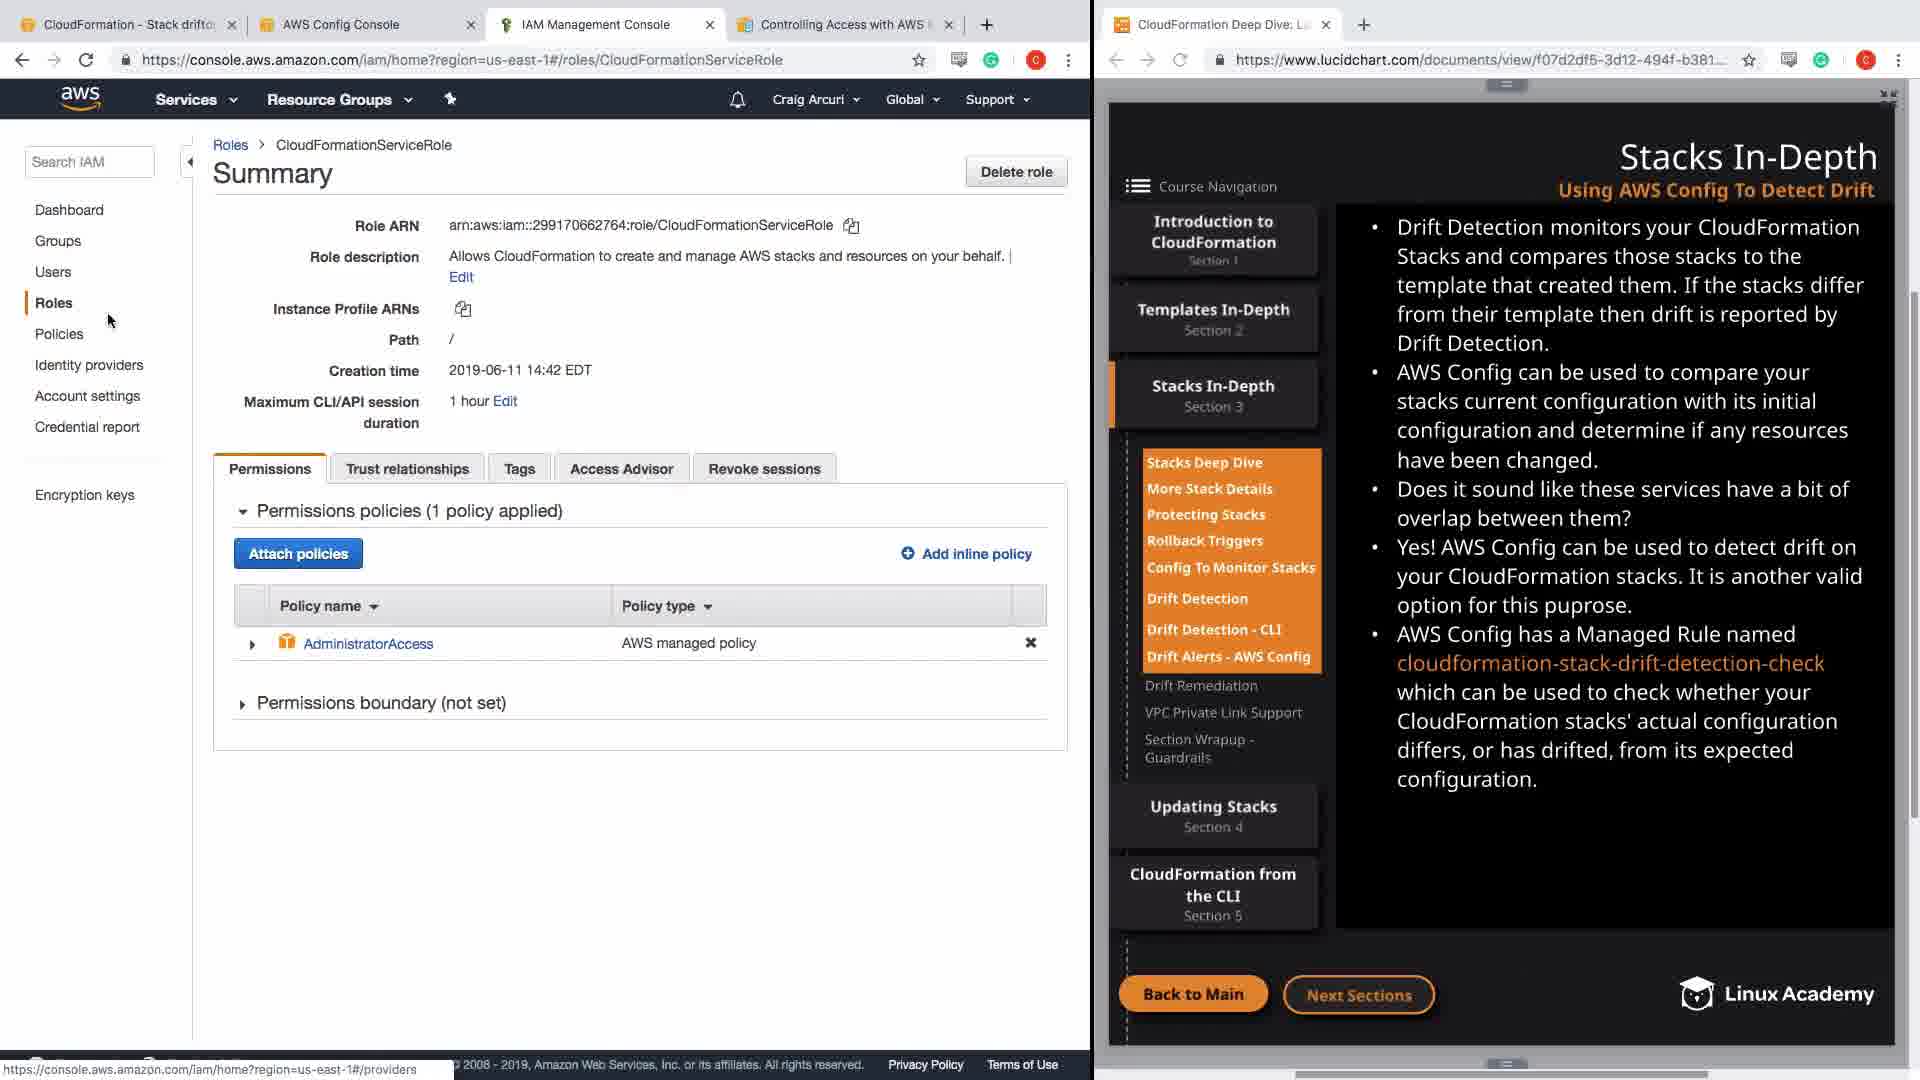 CloudFormation - Stack drifts
AWS Config Console
IAM Management Console
Controlling Access with AWS
CloudFormation Deep Dive: L
https://console.aws.amazon.com/iam/home?region=us-east-1#/roles/CloudFormationServiceRole
C
https://www.lucidchart.com/documents/view/f07d2df5-3d12-494f-b381...
C
aws
Services
Resource Groups
Craig Arcuri
Global
Support
Search IAM
Dashboard
Groups
Users
Roles
Policies
Identity providers
Account settings
Credential report
Encryption keys
Roles > CloudFormationServiceRole
Summary
Delete role
Role ARN
arn:aws:iam::299170662764:role/CloudFormationServiceRole
Role description
Allows CloudFormation to create and manage AWS stacks and resources on your behalf. |
Edit
Instance Profile ARNs
Path
/
Creation time
2019-06-11 14:42 EDT
Maximum CLI/API session
duration
1 hour Edit
Permissions
Trust relationships
Tags
Access Advisor
Revoke sessions
Permissions policies (1 policy applied)
Attach policies
Add inline policy
Policy name
Policy type
AdministratorAccess
AWS managed policy
Permissions boundary (not set)
© 2008 - 2019, Amazon Web Services, Inc. or its affiliates. All rights reserved.
Privacy Policy
Terms of Use
https://console.aws.amazon.com/iam/home?region=us-east-1#/providers
Stacks In-Depth
Using AWS Config To Detect Drift
Course Navigation
Introduction to
CloudFormation
Section 1
Templates In-Depth
Section 2
Stacks In-Depth
Section 3
Stacks Deep Dive
More Stack Details
Protecting Stacks
Rollback Triggers
Config To Monitor Stacks
Drift Detection
Drift Detection - CLI
Drift Alerts - AWS Config
Drift Remediation
VPC Private Link Support
Section Wrapup -
Guardrails
Updating Stacks
Section 4
CloudFormation from
the CLI
Section 5
• Drift Detection monitors your CloudFormation
Stacks and compares those stacks to the
template that created them. If the stacks differ
from their template then drift is reported by
Drift Detection.
• AWS Config can be used to compare your
stacks current configuration with its initial
configuration and determine if any resources
have been changed.
• Does it sound like these services have a bit of
overlap between them?
• Yes! AWS Config can be used to detect drift on
your CloudFormation stacks. It is another valid
option for this puprose.
• AWS Config has a Managed Rule named
cloudformation-stack-drift-detection-check
which can be used to check whether your
CloudFormation stacks' actual configuration
differs, or has drifted, from its expected
configuration.
Back to Main
Next Sections
Linux Academy